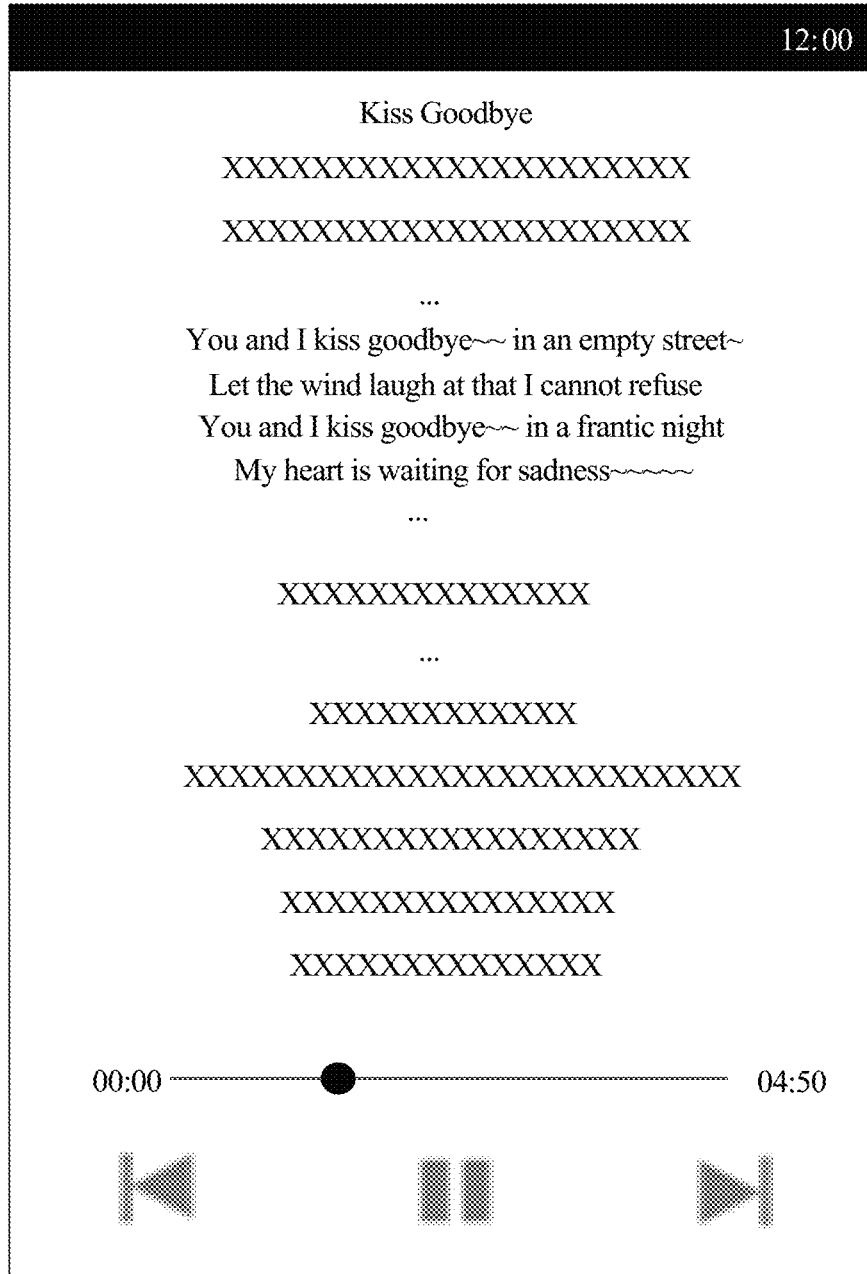 12:00
Kiss Goodbye
XXXXXXXXXXXXXXXXXXXXX
XXXXXXXXXXXXXXXXXXXXX
...
You and I kiss goodbye~~ in an empty street~
Let the wind laugh at that I cannot refuse
You and I kiss goodbye~~ in a frantic night
My heart is waiting for sadness~~~~~
...
XXXXXXXXXXXXXX
...
XXXXXXXXXXXX
XXXXXXXXXXXXXXXXXXXXXXXXX
XXXXXXXXXXXXXXXXX
XXXXXXXXXXXXXXX
XXXXXXXXXXXXXX
00:00 04:50